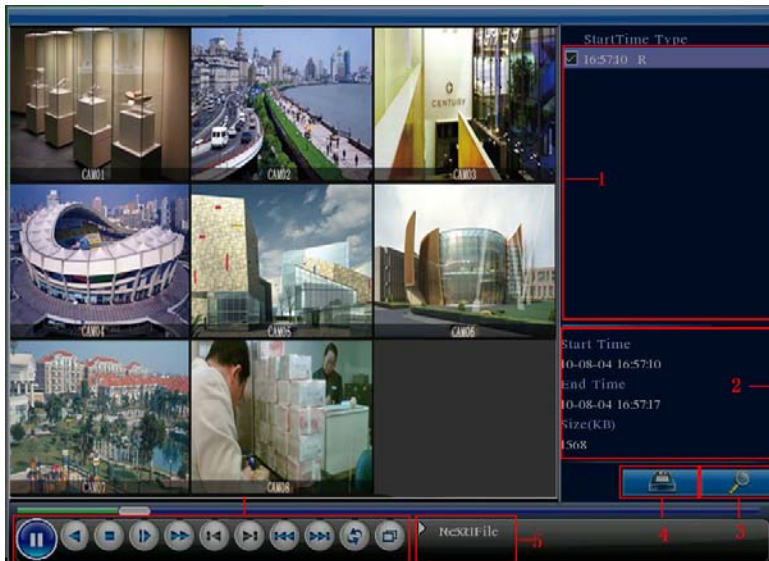 StartTime Type
16:57:10 R
CENTURY
CAM01
CAM02
CAM03
CAM04
CAM05
CAM06
CAM07
CAM08
1
Start Time
10-08-04 16:57:10
End Time
10-08-04 16:57:17
Size(KB)
1568
2
3
4
NextFile
5